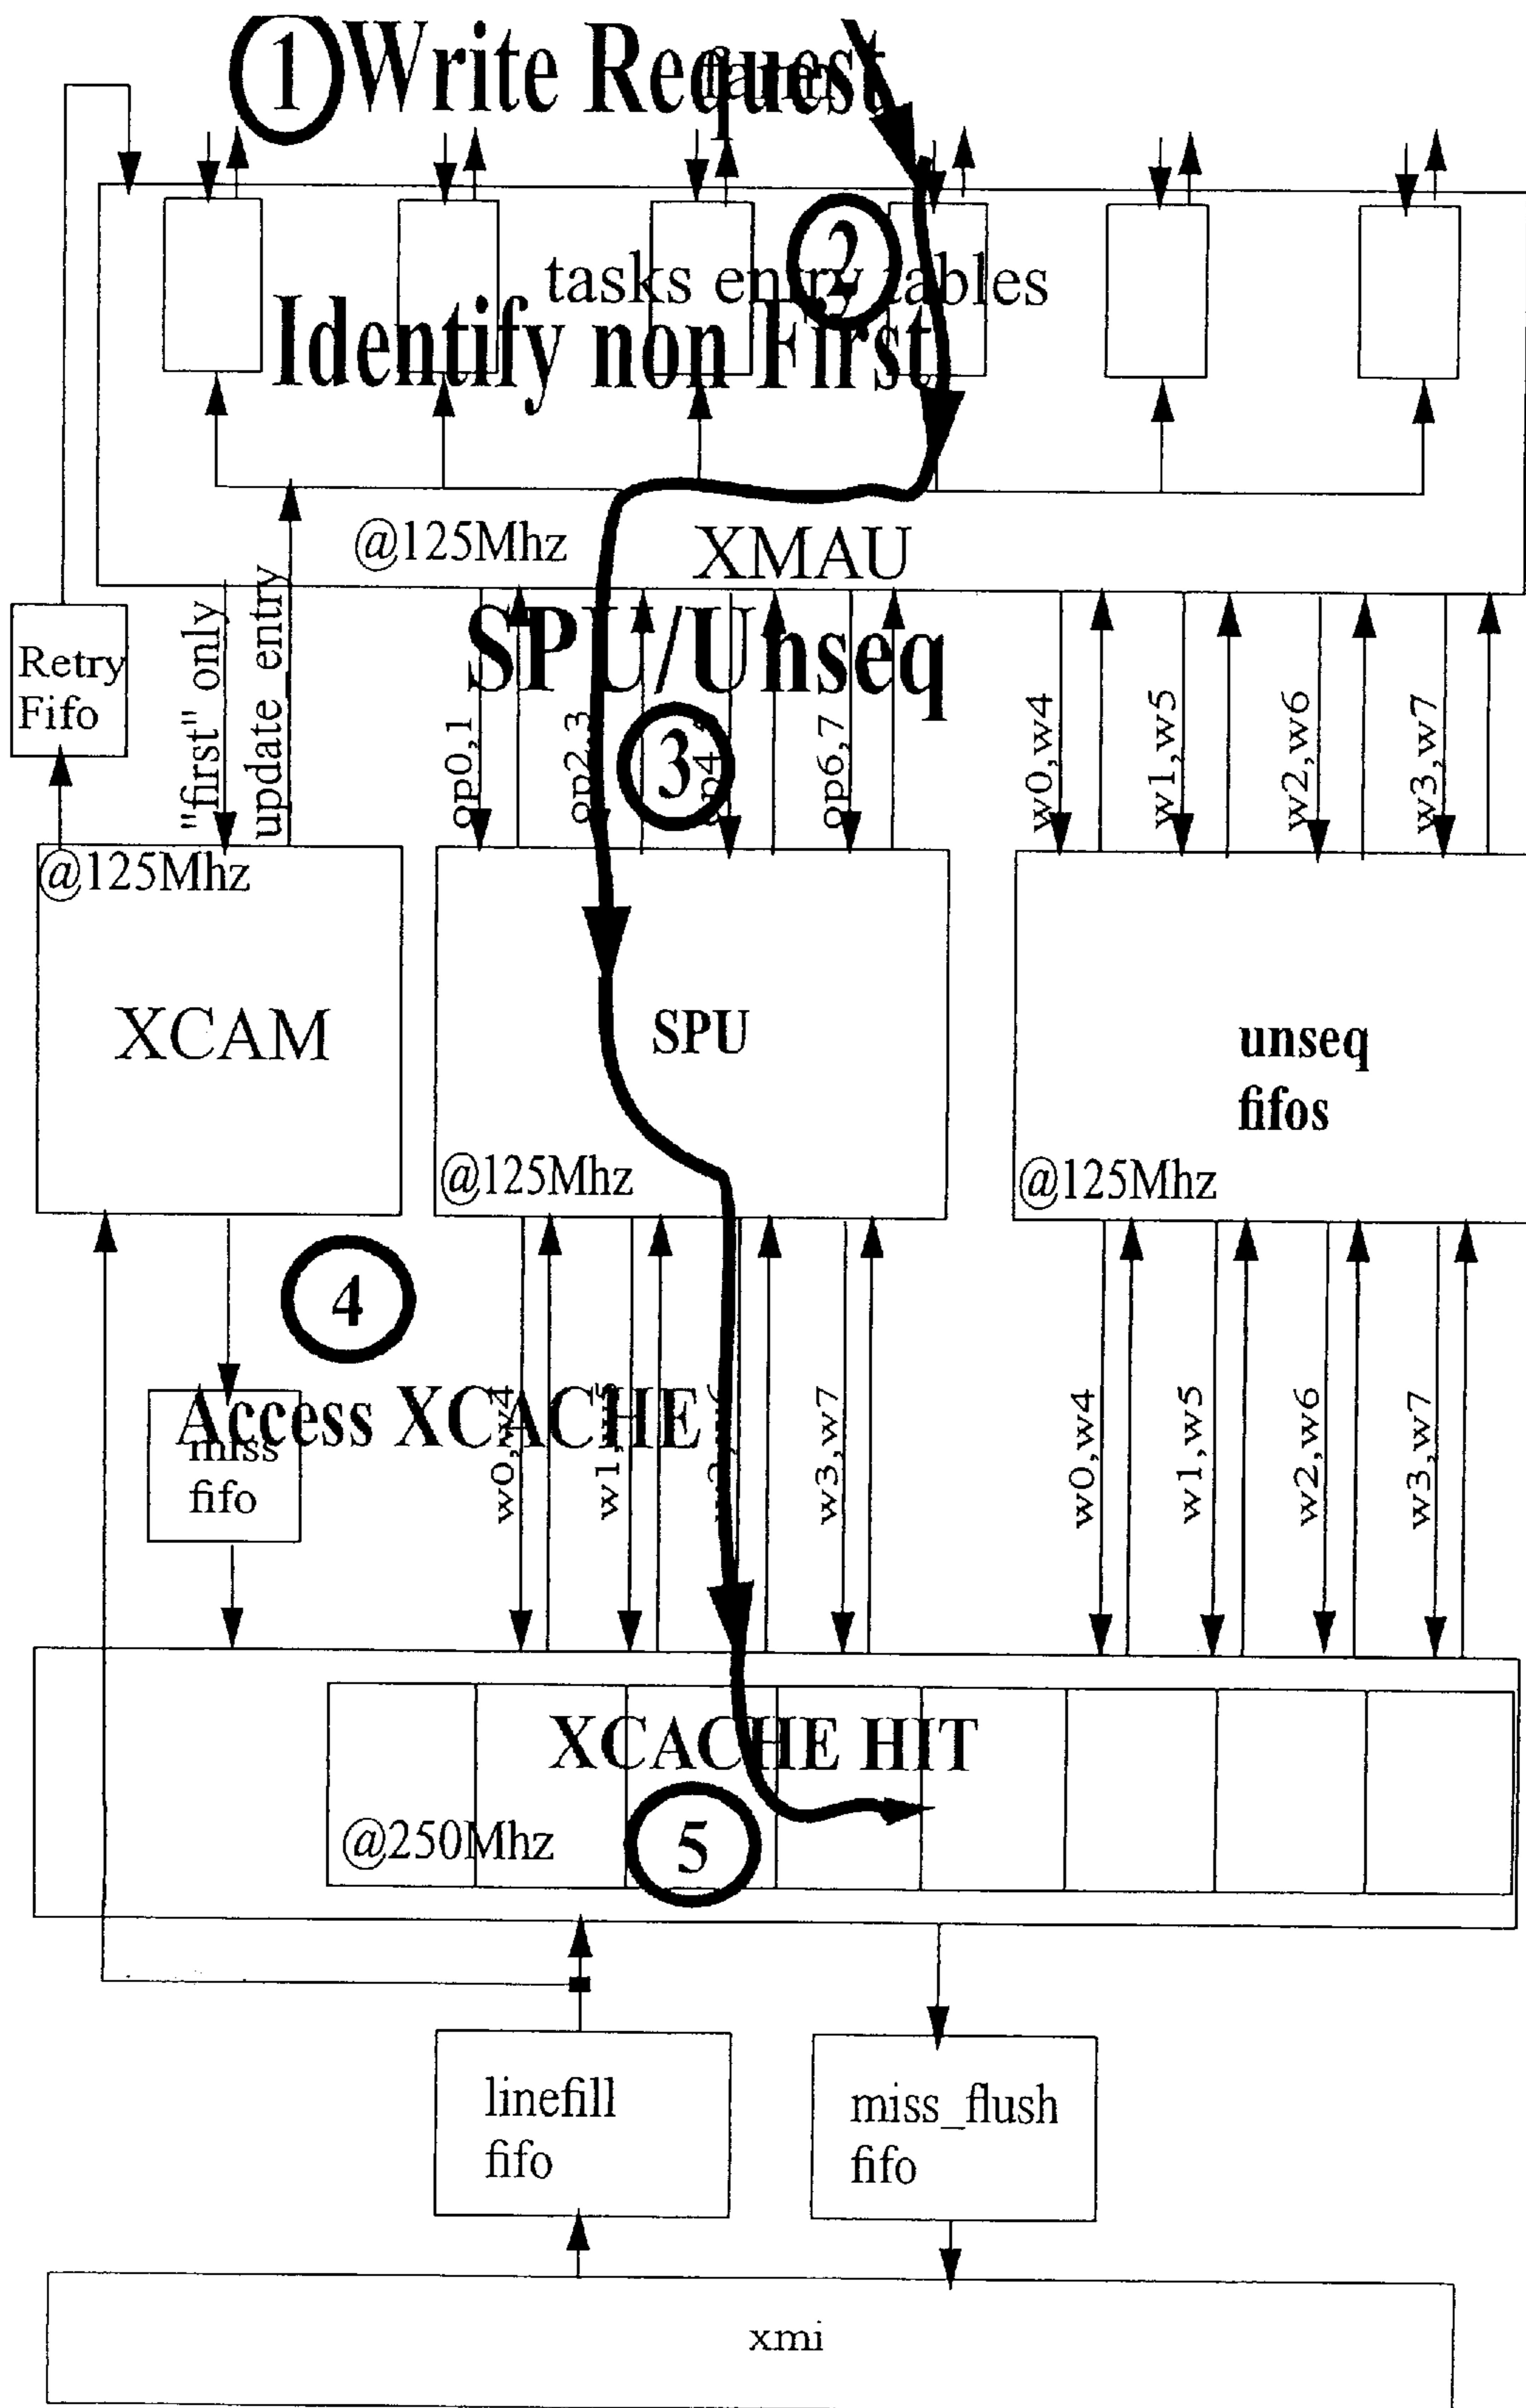 1 Write Request
2
tasks entry tables
Identify non First
@125Mhz
XMAU
SPU/Unseq
3
Retry
Fifo
"first" only
update_entry
op0,1
op2,3
op6,7
w0,w4
w1,w5
w2,w6
w3,w7
@125Mhz
XCAM
SPU
@125Mhz
unseq
fifos
@125Mhz
4
Access XCACHE
miss
fifo
w0,w4
w1,w5
w3,w7
w0,w4
w1,w5
w2,w6
w3,w7
XCACHE HIT
@250Mhz
5
linefill
fifo
miss_flush
fifo
xmi